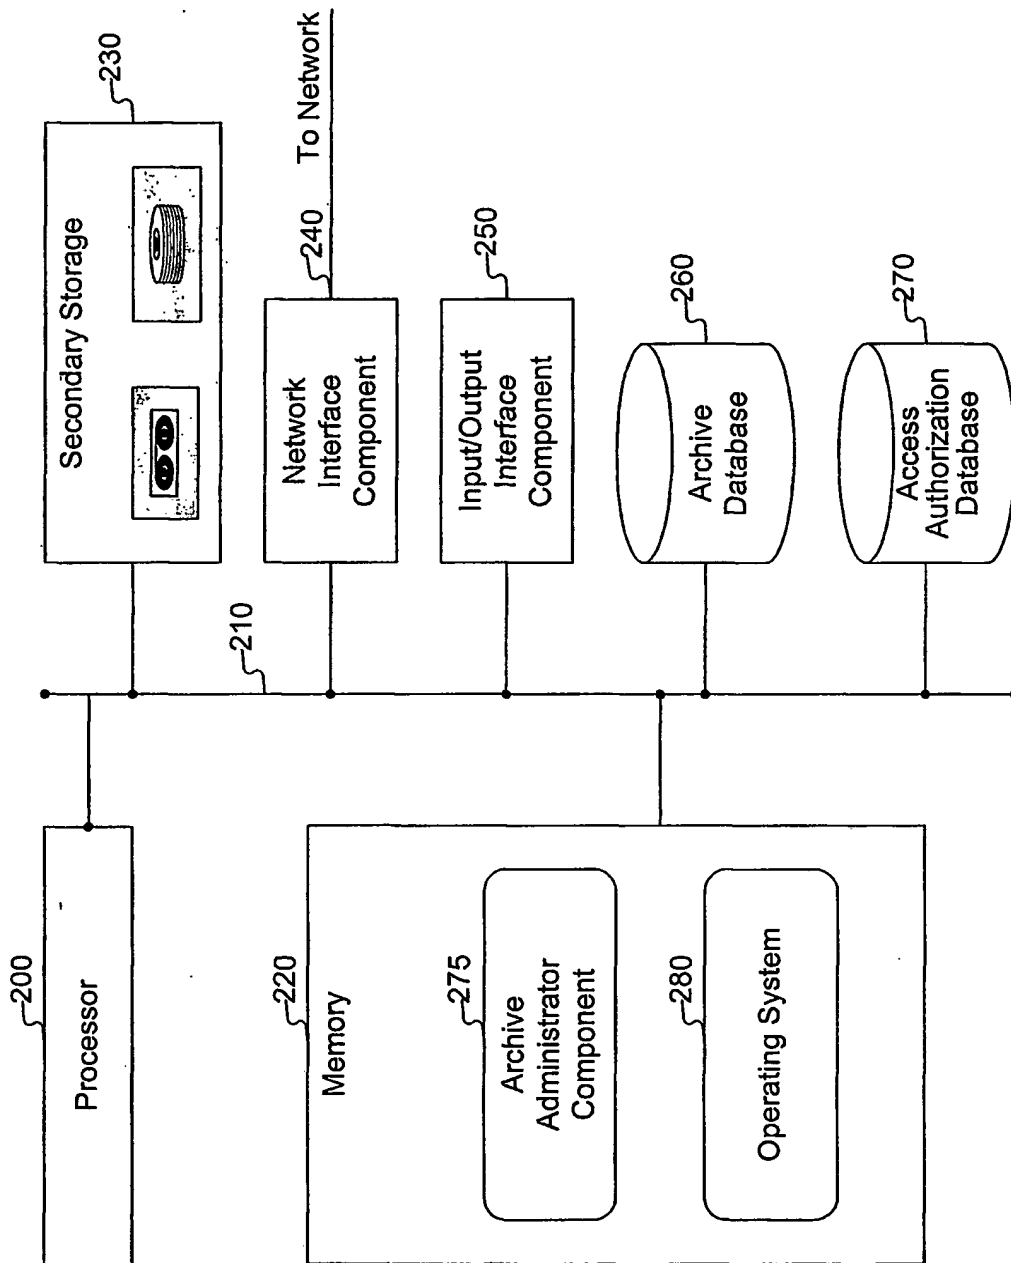 200
Processor
220
Memory
275
Archive
Administrator
Component
280
Operating System
210
230
Secondary Storage
240
To Network
Network
Interface
Component
250
Input/Output
Interface
Component
260
Archive
Database
270
Access
Authorization
Database